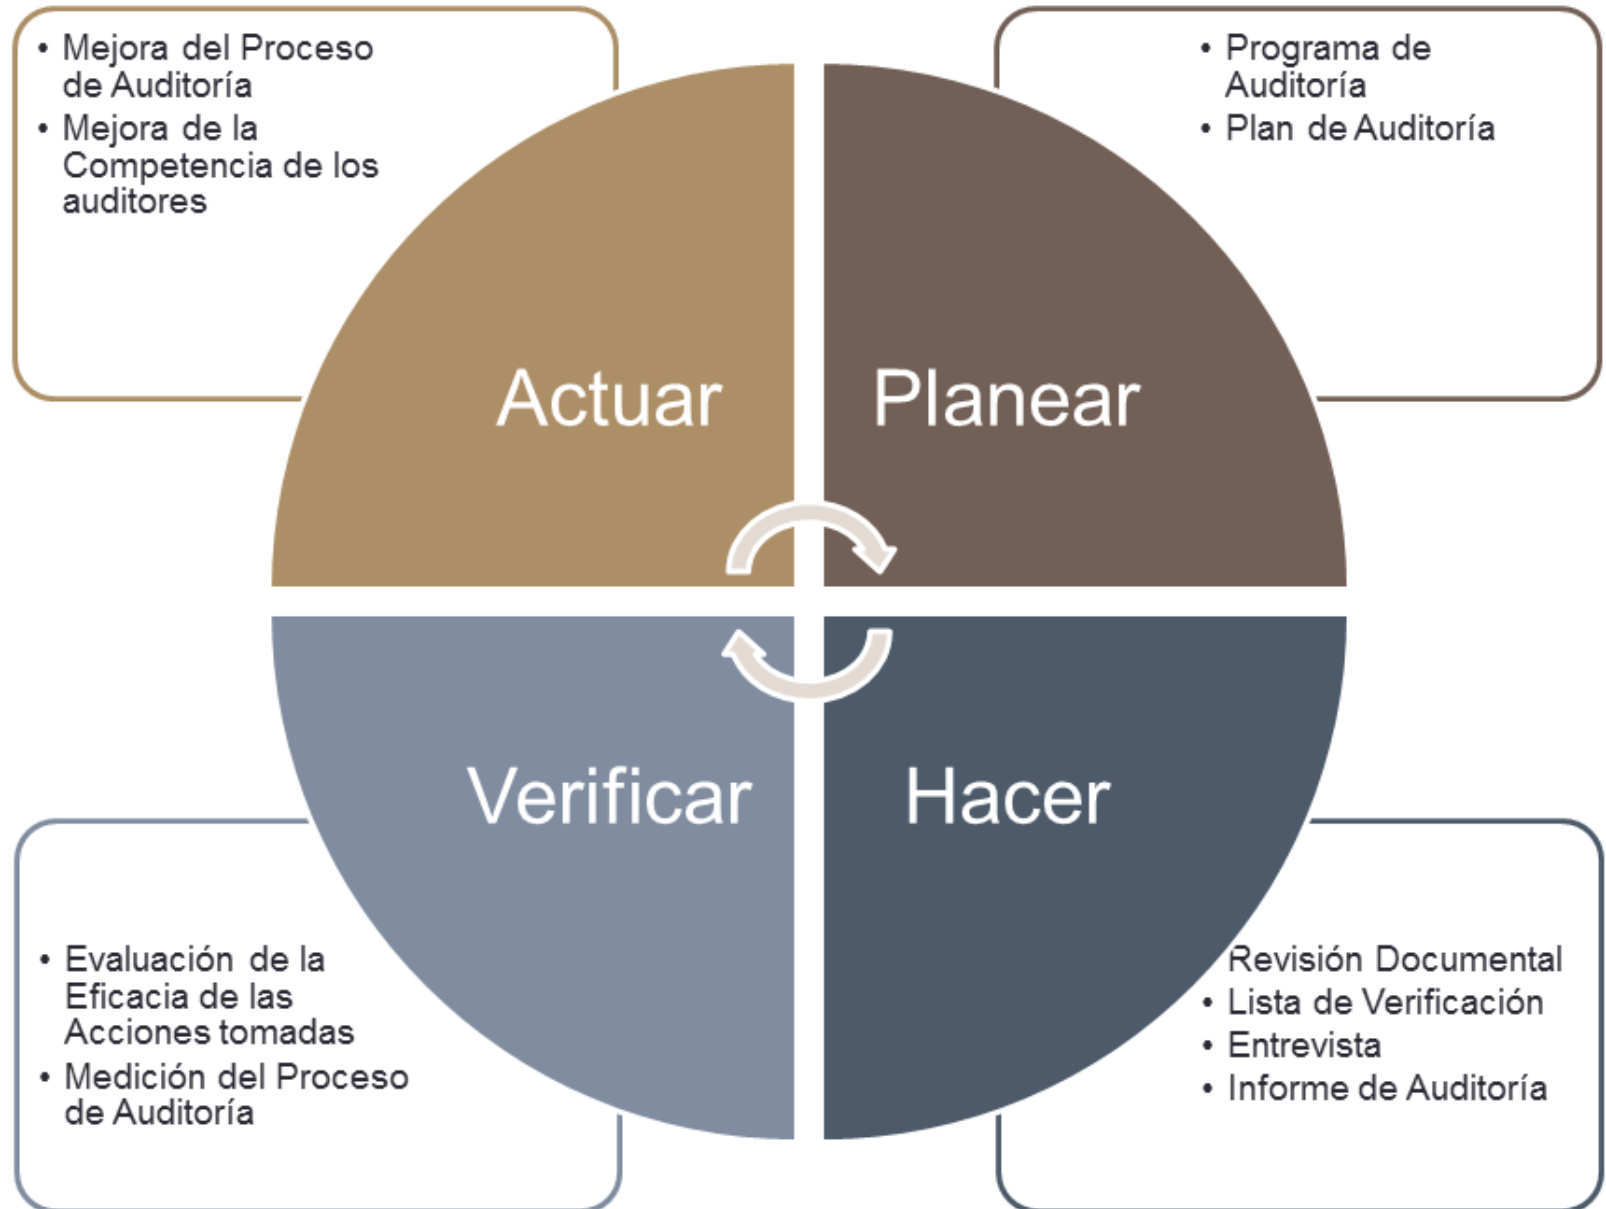 • Mejora del Proceso
de Auditoría
• Mejora de la
Competencia de los
auditores
• Programa de
Auditoría
• Plan de Auditoría
Actuar
Planear
Verificar
Hacer
• Evaluación de la
Eficacia de las
Acciones tomadas
• Medición del Proceso
de Auditoría
Revisión Documental
• Lista de Verificación
• Entrevista
• Informe de Auditoría